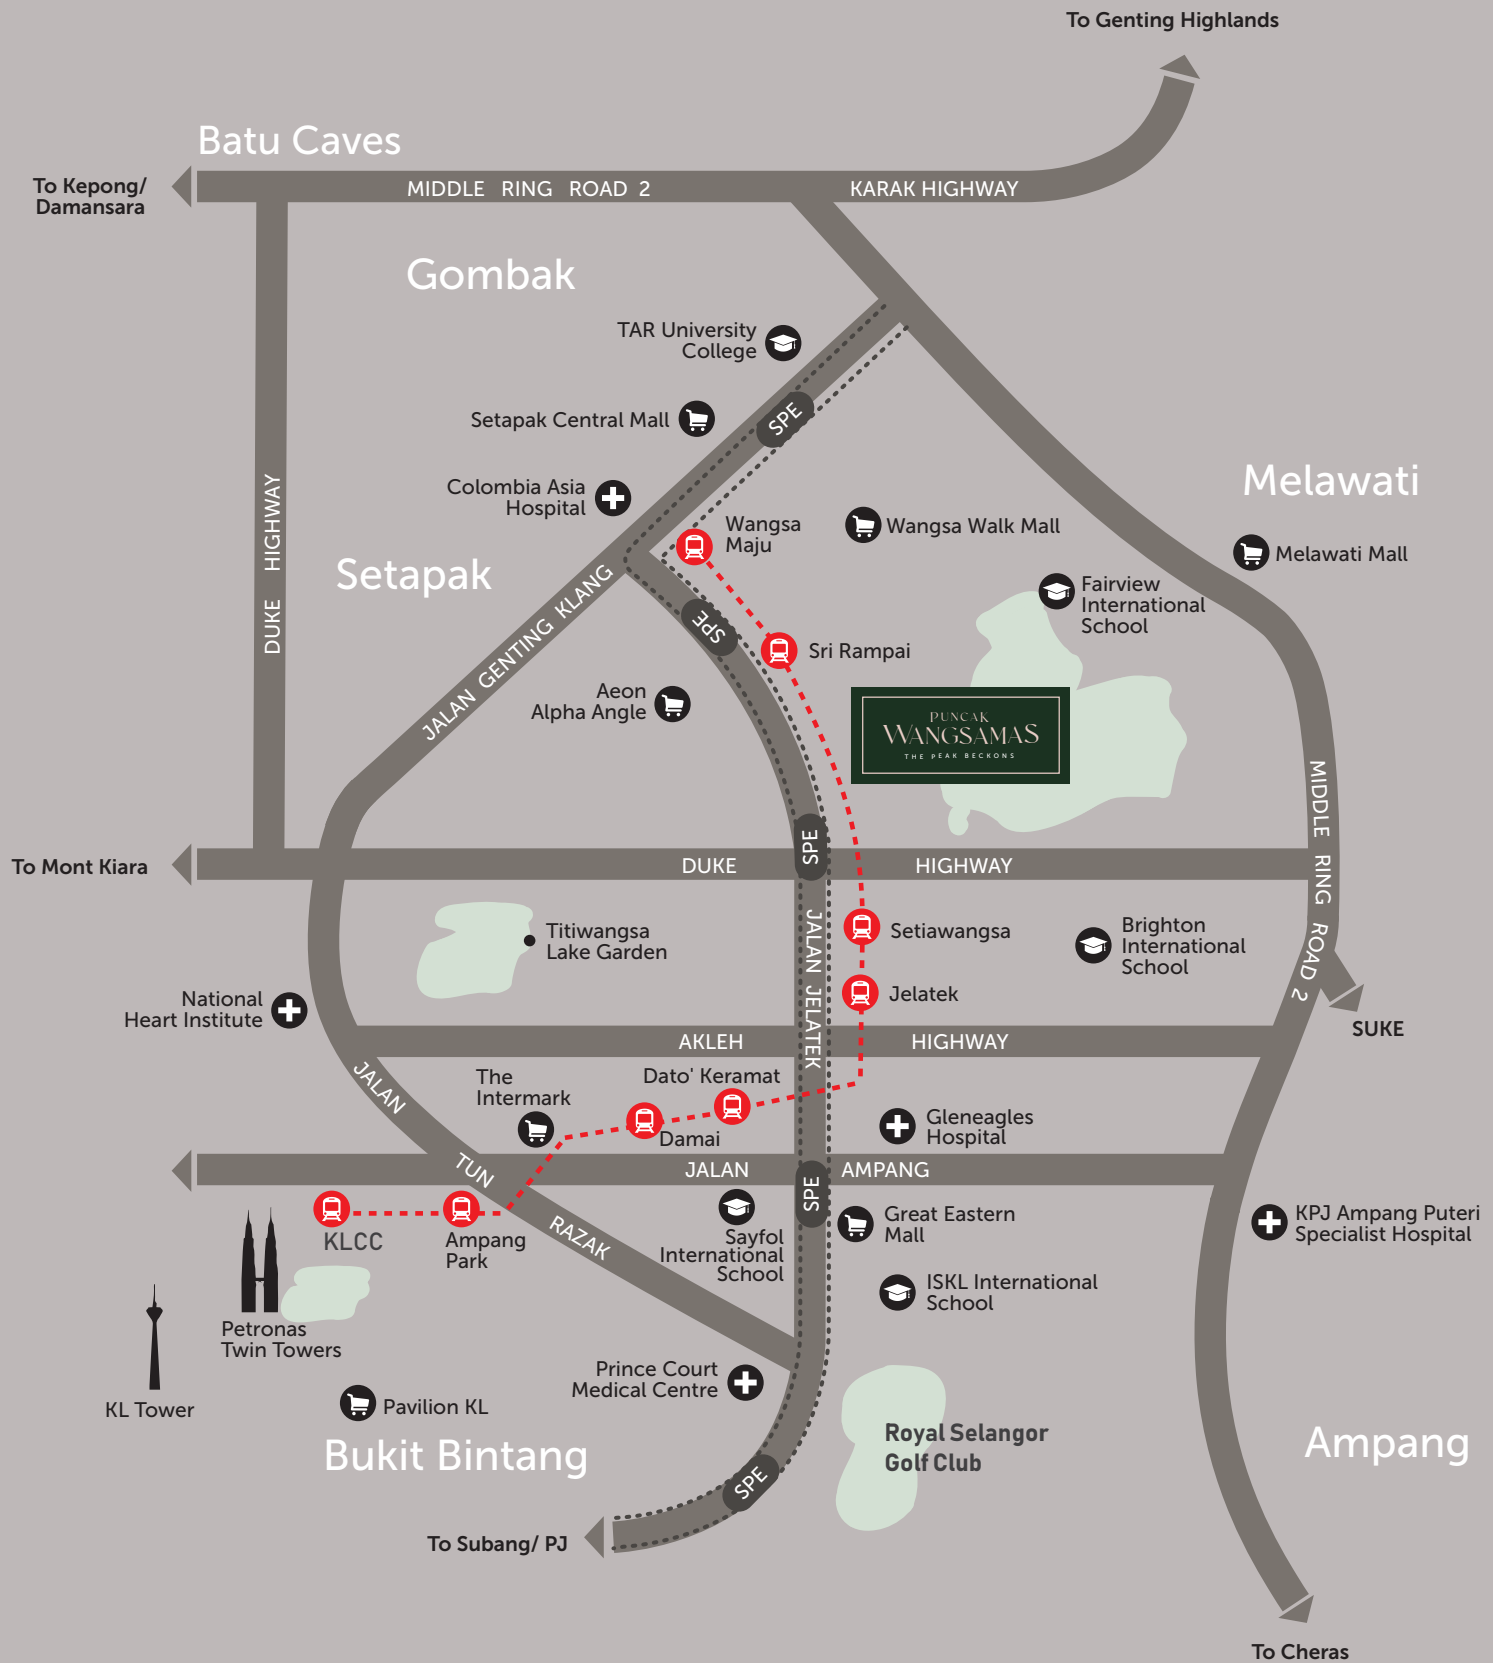 To Genting Highlands
Batu Caves
To Kepong/
Damansara
MIDDLE RING ROAD 2
KARAK HIGHWAY
Gombak
TAR University
College
Setapak Central Mall
SPE
Colombia Asia
Hospital
Melawati
DUKE HIGHWAY
Wangsa
Maju
Wangsa Walk Mall
Melawati Mall
Setapak
JALAN GENTING KLANG
SPE
Fairview
International
School
Sri Rampai
Aeon
Alpha Angle
PUNCAK
WANGSAMAS
THE PEAK BECKONS
MIDDLE RING ROAD 2
To Mont Kiara
DUKE
SPE
HIGHWAY
Titiwangsa
Lake Garden
JALAN JELATEK
Setiawangsa
Brighton
International
School
National
Heart Institute
Jelatek
SUKE
AKLEH
HIGHWAY
JALAN
TUN
RAZAK
The
Intermark
Dato' Keramat
Damai
Gleneagles
Hospital
JALAN
SPE
AMPANG
KLCC
Ampang
Park
Sayfol
International
School
Great Eastern
Mall
KPJ Ampang Puteri
Specialist Hospital
ISKL International
School
Petronas
Twin Towers
KL Tower
Prince Court
Medical Centre
Pavilion KL
Bukit Bintang
Royal Selangor
Golf Club
Ampang
SPE
To Subang/ PJ
To Cheras